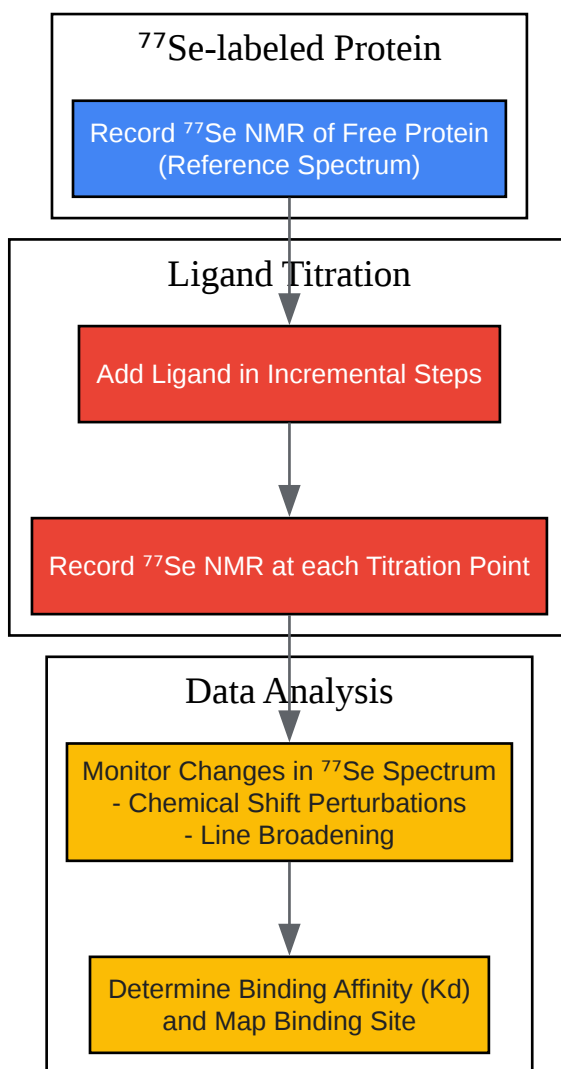 ⁷⁷Se-labeled Protein
Record ⁷⁷Se NMR of Free Protein
(Reference Spectrum)
Ligand Titration
Add Ligand in Incremental Steps
Record ⁷⁷Se NMR at each Titration Point
Data Analysis
Monitor Changes in ⁷⁷Se Spectrum
- Chemical Shift Perturbations
- Line Broadening
Determine Binding Affinity (Kd)
and Map Binding Site